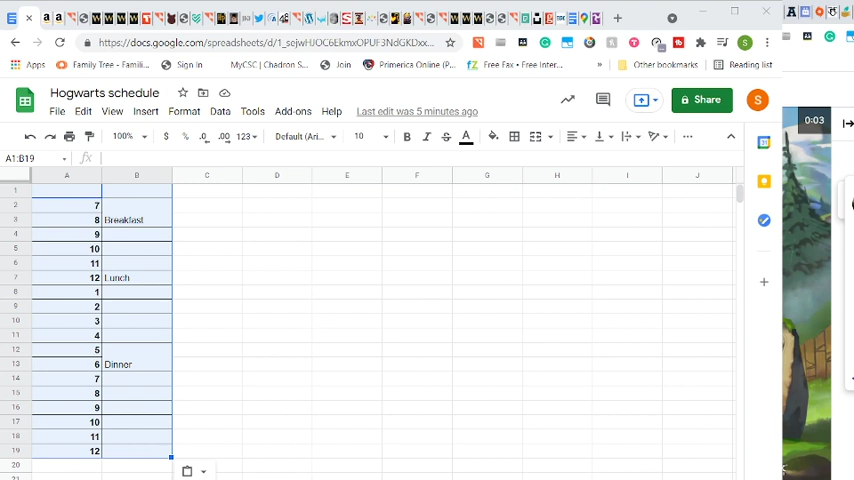 https://docs.google.com/spreadsheets/d/1_sejwHJOC6EkmxOPUF3NdGKDxx...
Apps
Family Tree - Famili...
Sign In
MyCSC | Chadron S...
Join
Primerica Online (P...
Free Fax • Free Inter...
»
Other bookmarks
Reading list
Hogwarts schedule
File Edit View Insert Format Data Tools Add-ons Help Last edit was 5 minutes ago
Share
S
100% $ % .0 .00 123 Default (Ari... 10 B I S A
A1:B19 fx
A B C D E F G H I J
1
2 7
3 8 Breakfast
4 9
5 10
6 11
7 12 Lunch
8 1
9 2
10 3
11 4
12 5
13 6 Dinner
14 7
15 8
16 9
17 10
18 11
19 12
20
0:03